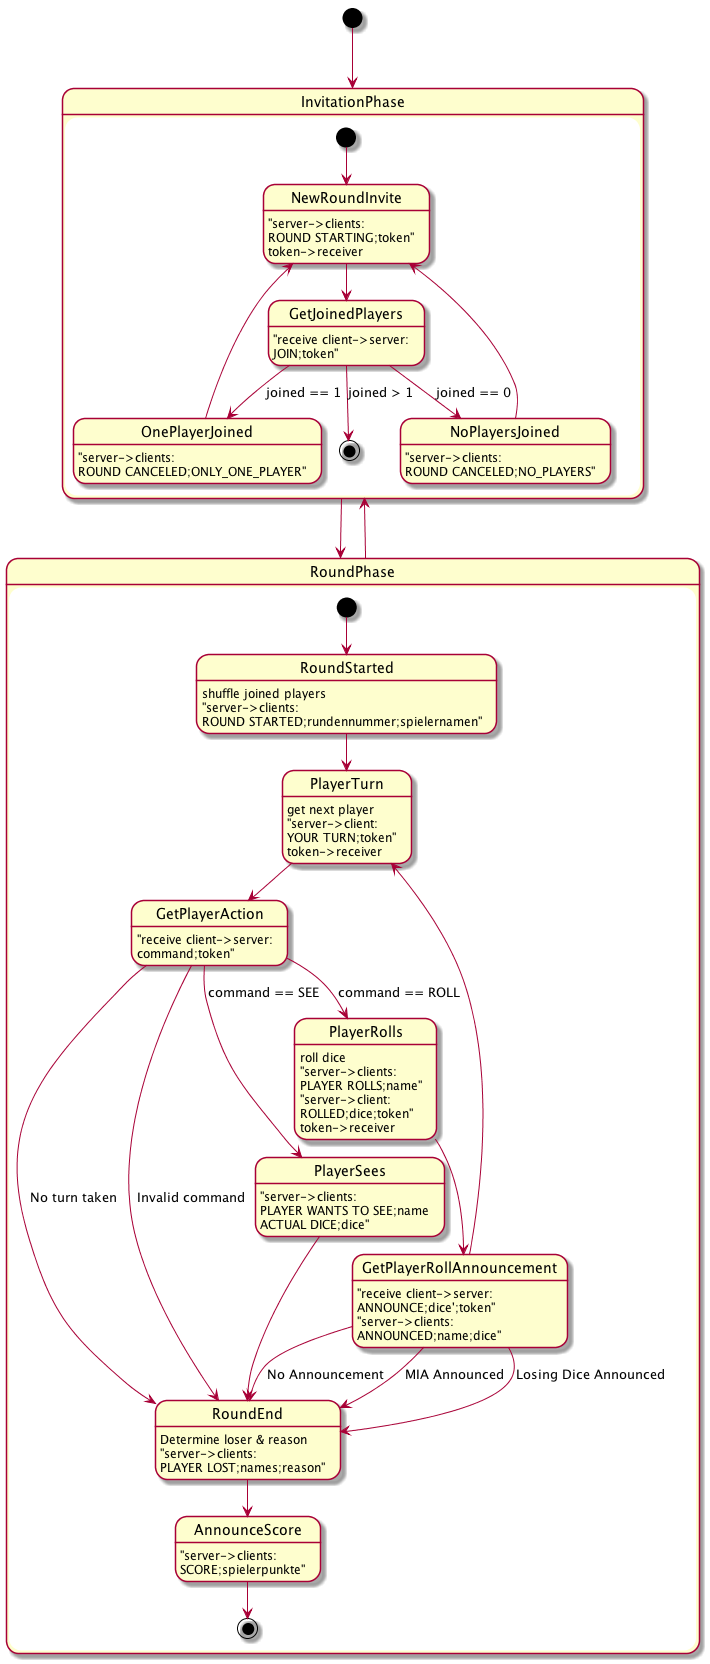 InvitationPhase
NewRoundInvite
"server->clients:
ROUND STARTING;token"
token->receiver
GetJoinedPlayers
"receive client->server:
JOIN;token"
joined == 1
joined > 1
joined == 0
OnePlayerJoined
"server->clients:
ROUND CANCELED;ONLY_ONE_PLAYER"
NoPlayersJoined
"server->clients:
ROUND CANCELED;NO_PLAYERS"
RoundPhase
RoundStarted
shuffle joined players
"server->clients:
ROUND STARTED;rundennummer;spielernamen"
PlayerTurn
get next player
"server->client:
YOUR TURN;token"
token->receiver
GetPlayerAction
"receive client->server:
command;token"
command == SEE
command == ROLL
PlayerRolls
roll dice
"server->clients:
PLAYER ROLLS;name"
"server->client:
ROLLED;dice;token"
token->receiver
PlayerSees
"server->clients:
PLAYER WANTS TO SEE;name
ACTUAL DICE;dice"
No turn taken
Invalid command
GetPlayerRollAnnouncement
"receive client->server:
ANNOUNCE;dice';token"
"server->clients:
ANNOUNCED;name;dice"
No Announcement
MIA Announced
Losing Dice Announced
RoundEnd
Determine loser & reason
"server->clients:
PLAYER LOST;names;reason"
AnnounceScore
"server->clients:
SCORE;spielerpunkte"